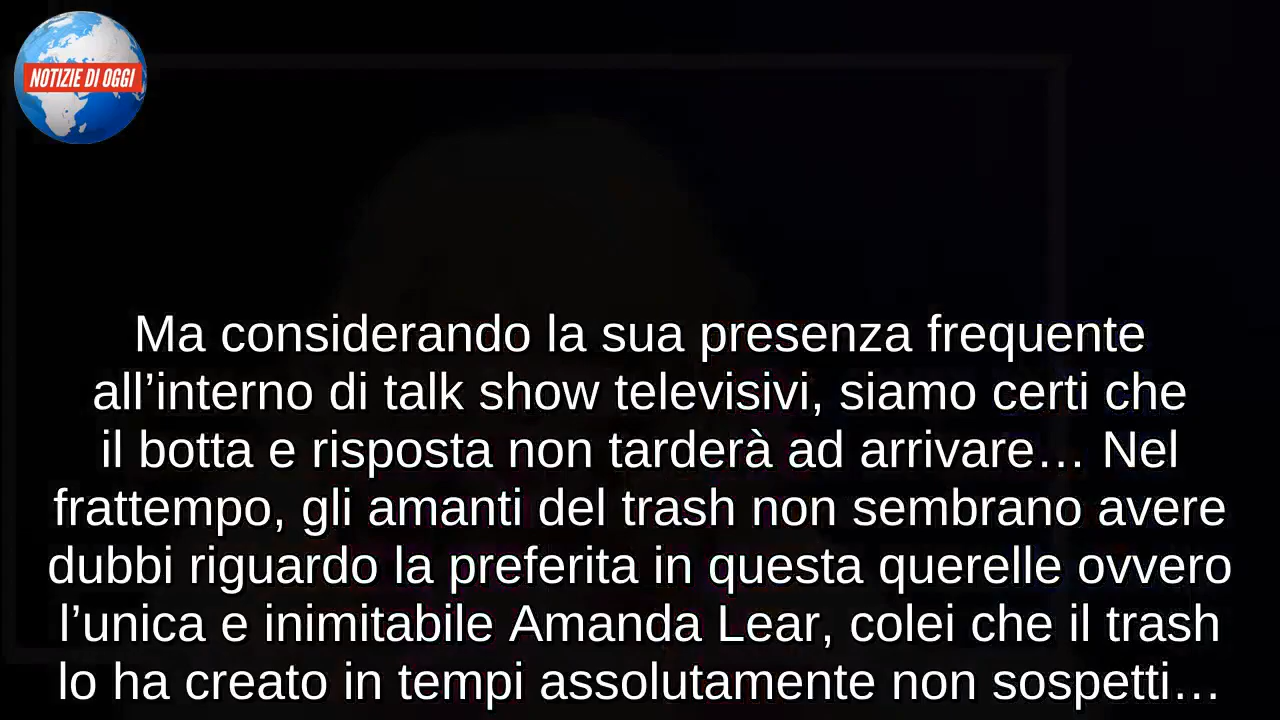 NOTIZIE DI OGGI
Ma considerando la sua presenza frequente
all’interno di talk show televisivi, siamo certi che
il botta e risposta non tarderà ad arrivare… Nel
frattempo, gli amanti del trash non sembrano avere
dubbi riguardo la preferita in questa querelle ovvero
l’unica e inimitabile Amanda Lear, colei che il trash
lo ha creato in tempi assolutamente non sospetti…